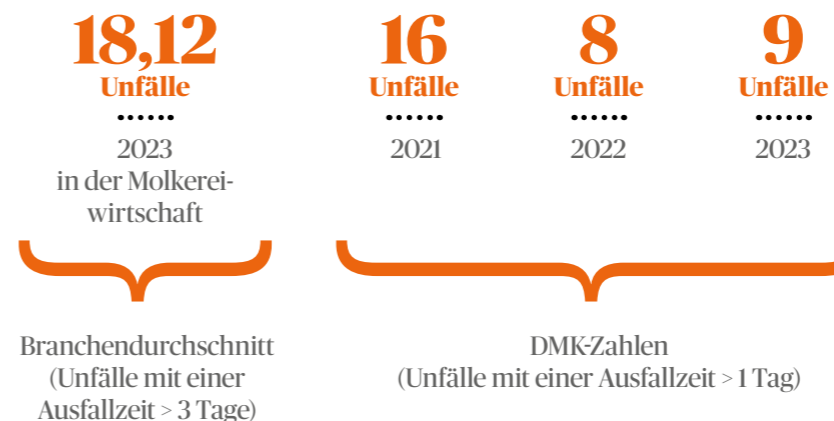 18,12
Unfälle
2023
in der Molkerei-
wirtschaft
Branchendurchschnitt
(Unfälle mit einer
Ausfallzeit > 3 Tage)
16
Unfälle
2021
8
Unfälle
2022
9
Unfälle
2023
DMK-Zahlen
(Unfälle mit einer Ausfallzeit > 1 Tag)